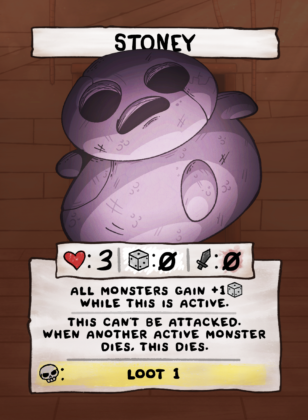 STONEY
: 3 : Ø : Ø
ALL MONSTERS GAIN +1
WHILE THIS IS ACTIVE.
THIS CAN'T BE ATTACKED.
WHEN ANOTHER ACTIVE MONSTER
DIES, THIS DIES.
: LOOT 1